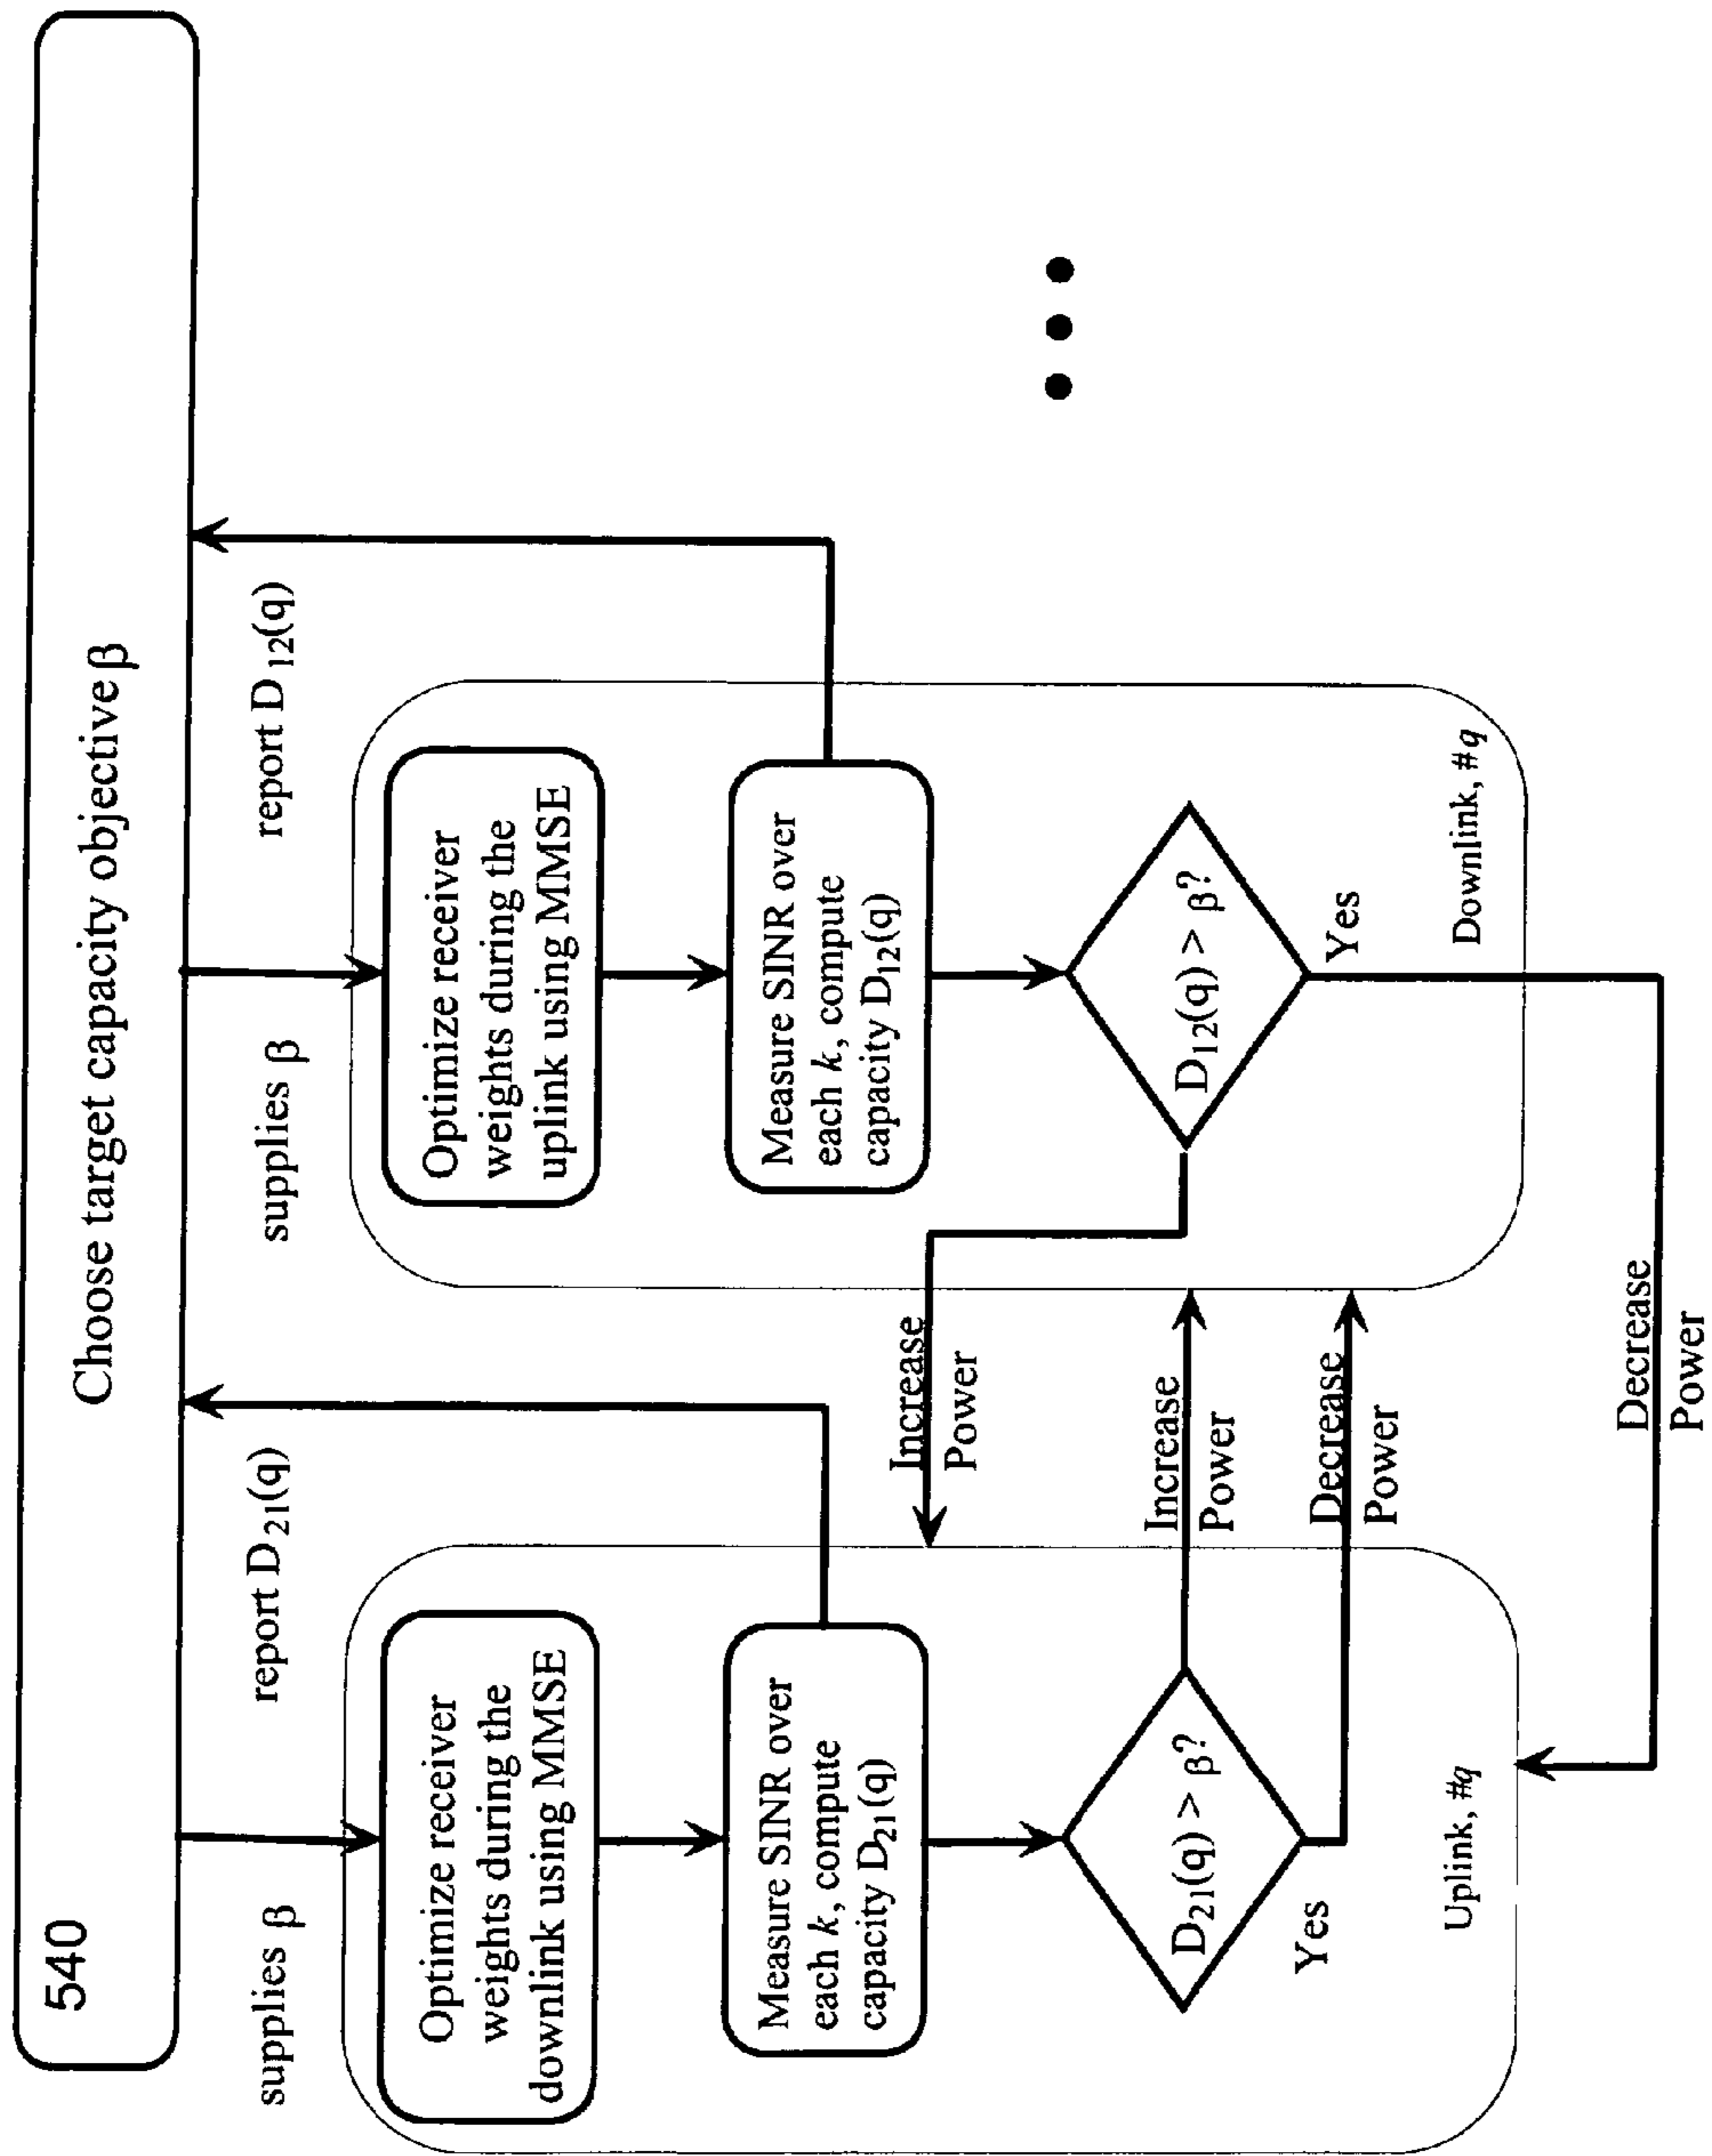 540
Choose target capacity objective β
supplies β
report D21(q)
supplies β
report D12(q)
Optimize receiver
weights during the
downlink using MMSE
Measure SINR over
each k, compute
capacity D21(q)
D21(q) > β?
Yes
Uplink, #q
Increase
Power
Increase
Power
Decrease
Power
Optimize receiver
weights during the
uplink using MMSE
Measure SINR over
each k, compute
capacity D12(q)
D12(q) > β?
Yes
Downlink, #q
Decrease
Power